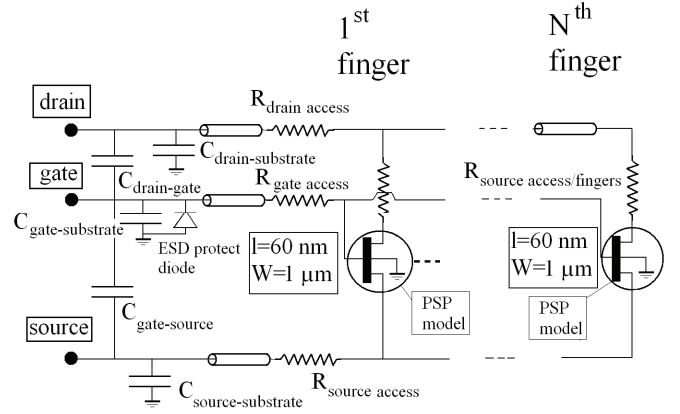 1st
finger
Nth
finger
drain
Rdrain access
Cdrain-substrate
gate
Cdrain-gate
Rgate access
Rsource access/fingers
Cgate-substrate
ESD protect
diode
l=60 nm
W=1 µm
l=60 nm
W=1 µm
PSP
model
PSP
model
Cgate-source
source
Csource-substrate
Rsource access